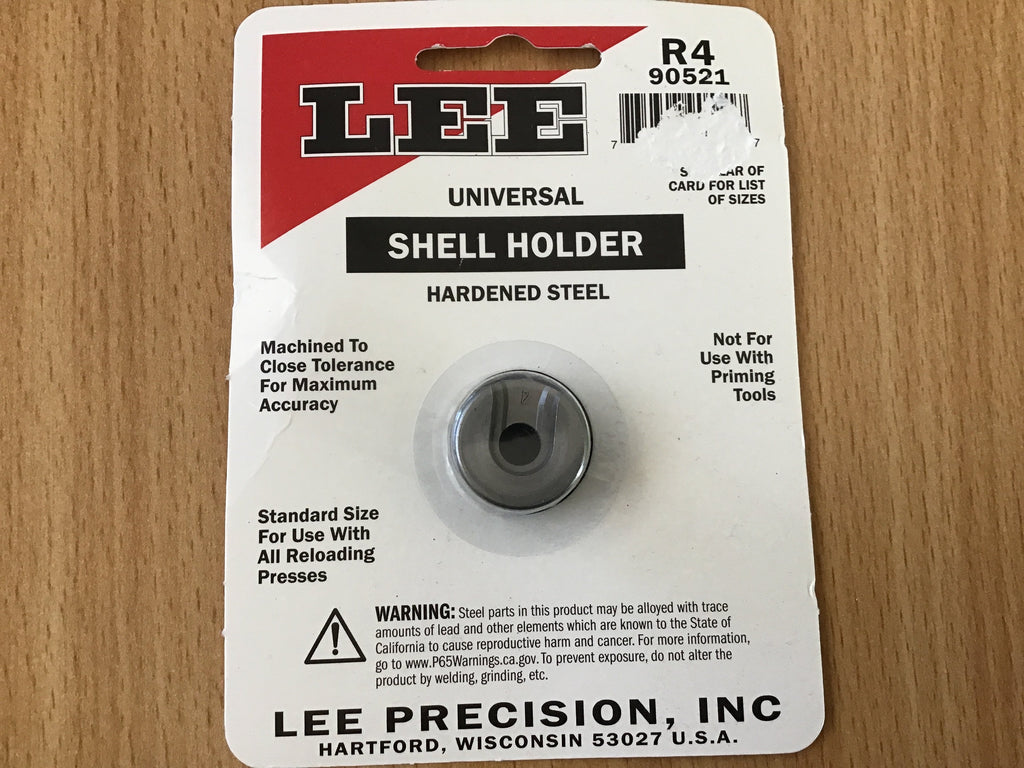 LEE
R4
90521
7 7
OF
CARD FOR LIST
OF SIZES
UNIVERSAL
SHELL HOLDER
HARDENED STEEL
Machined To
Close Tolerance
For Maximum
Accuracy
Not For
Use With
Priming
Tools
Standard Size
For Use With
All Reloading
Presses
WARNING: Steel parts in this product may be alloyed with trace
amounts of lead and other elements which are known to the State of
California to cause reproductive harm and cancer. For more information,
go to www.P65Warnings.ca.gov. To prevent exposure, do not alter the
product by welding, grinding, etc.
LEE PRECISION, INC
HARTFORD, WISCONSIN 53027 U.S.A.